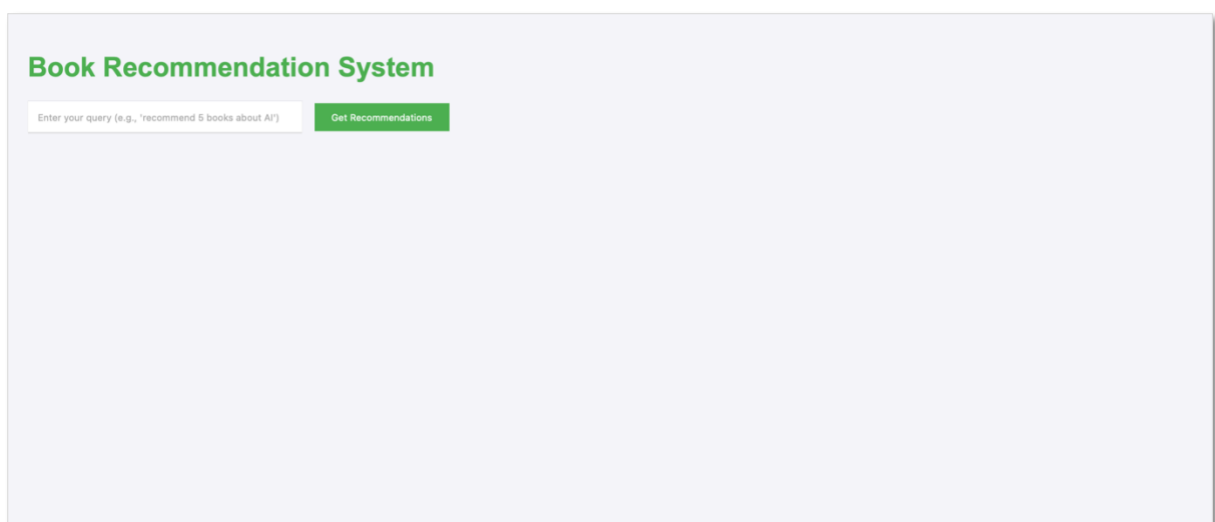 Book Recommendation System
Enter your query (e.g., 'recommend 5 books about AI')
Get Recommendations